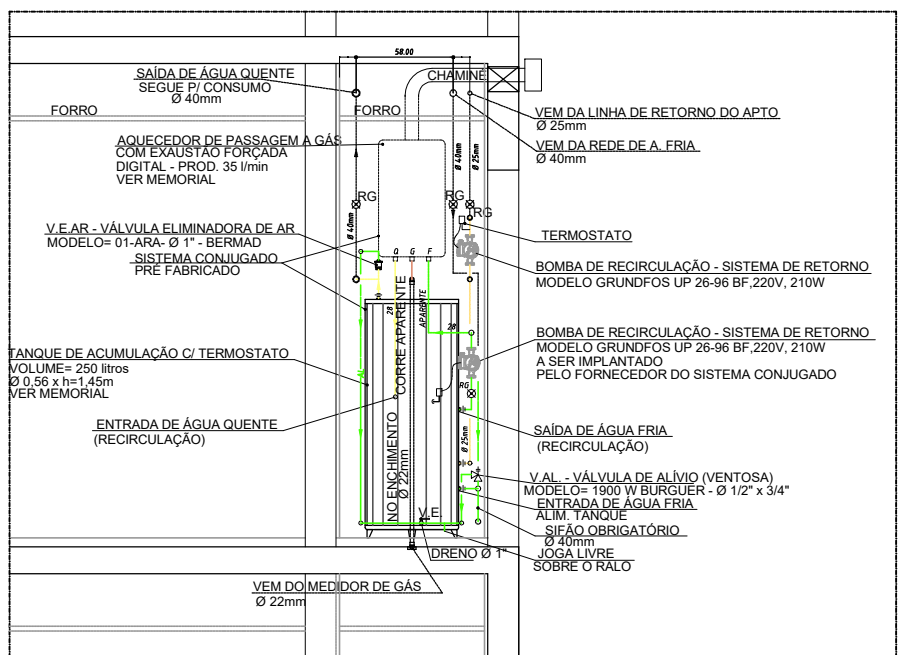 58.00
SAÍDA DE ÁGUA QUENTE
SEGUE P/ CONSUMO
Ø 40mm
CHAMINÉ
FORRO
FORRO
VEM DA LINHA DE RETORNO DO APTO
Ø 25mm
VEM DA REDE DE A. FRIA
Ø 40mm
AQUECEDOR DE PASSAGEM A GÁS
COM EXAUSTÃO FORÇADA
DIGITAL - PROD. 35 l/min
VER MEMORIAL
Ø 40mm
Ø 25mm
RG
RG
RG
Ø 40mm
V.E.AR - VÁLVULA ELIMINADORA DE AR
MODELO= 01-ARA- Ø 1" - BERMAD
SISTEMA CONJUGADO
PRÉ FABRICADO
TERMOSTATO
Q G F
BOMBA DE RECIRCULAÇÃO - SISTEMA DE RETORNO
MODELO GRUNDFOS UP 26-96 BF,220V, 210W
28
CORRE APARENTE
APARENTE
28
BOMBA DE RECIRCULAÇÃO - SISTEMA DE RETORNO
MODELO GRUNDFOS UP 26-96 BF,220V, 210W
A SER IMPLANTADO
PELO FORNECEDOR DO SISTEMA CONJUGADO
TANQUE DE ACUMULAÇÃO C/ TERMOSTATO
VOLUME= 250 litros
Ø 0,56 x h=1,45m
VER MEMORIAL
RG
ENTRADA DE ÁGUA QUENTE
(RECIRCULAÇÃO)
NO ENCHIMENTO
Ø 22mm
Ø 25mm
SAÍDA DE ÁGUA FRIA
(RECIRCULAÇÃO)
V.AL. - VÁLVULA DE ALÍVIO (VENTOSA)
MODELO= 1900 W BURGUER - Ø 1/2" x 3/4"
ENTRADA DE ÁGUA FRIA
ALIM. TANQUE
V.E.
SIFÃO OBRIGATÓRIO
Ø 40mm
DRENO Ø 1"
JOGA LIVRE
SOBRE O RALO
VEM DO MEDIDOR DE GÁS
Ø 22mm